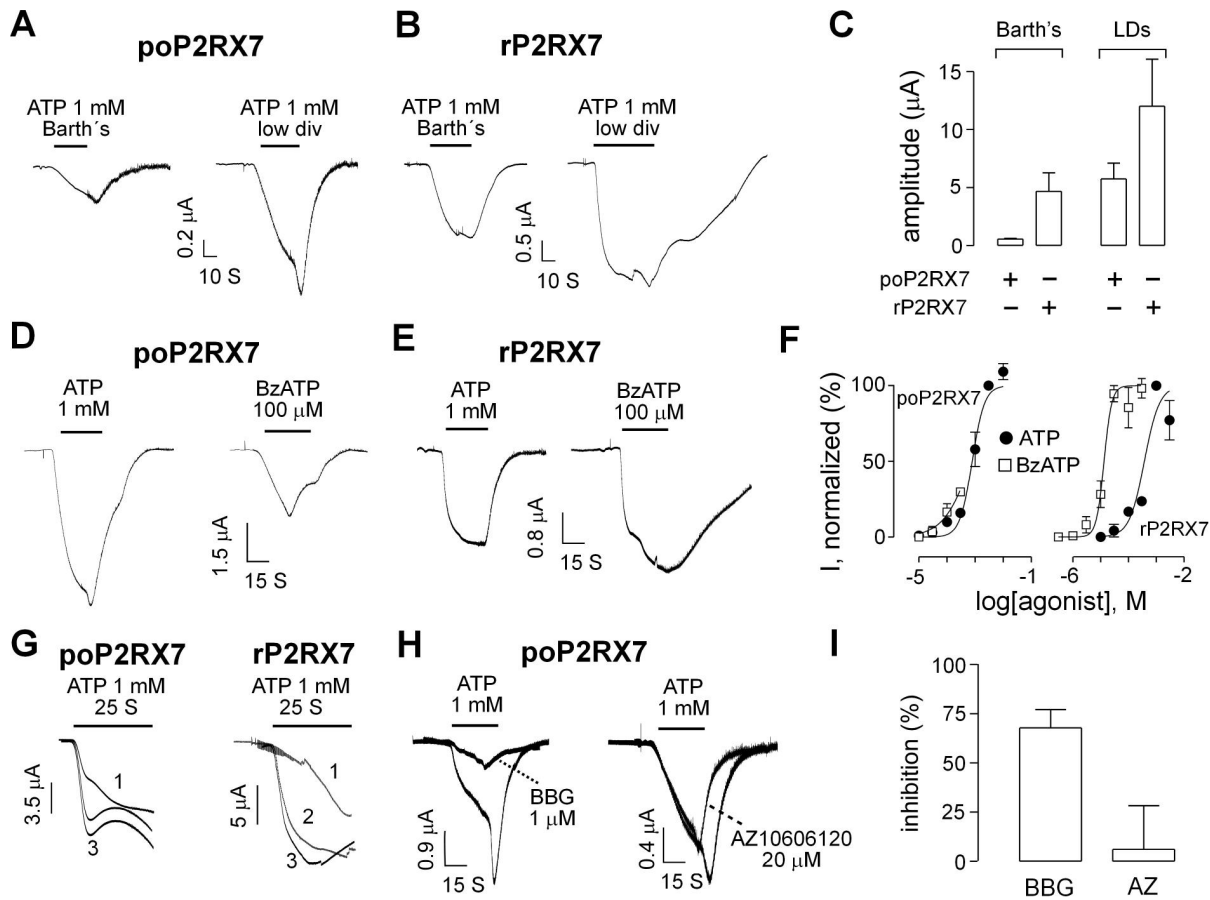 A
poP2RX7
ATP 1 mM
Barth´s
ATP 1 mM
low div
0.2 µA
10 S
B
rP2RX7
ATP 1 mM
Barth´s
ATP 1 mM
low div
0.5 µA
10 S
C
Barth's
LDs
amplitude (µA)
15
10
5
0
poP2RX7 + − + −
rP2RX7 − + − +
D
poP2RX7
ATP
1 mM
BzATP
100 µM
1.5 µA
15 S
E
rP2RX7
ATP
1 mM
BzATP
100 µM
0.8 µA
15 S
F
I, normalized (%)
100
50
0
poP2RX7
ATP
BzATP
rP2RX7
-5 -1 -6 -2
log[agonist], M
G
poP2RX7
ATP 1 mM
25 S
1
3
3.5 µA
rP2RX7
ATP 1 mM
25 S
1
2
3
5 µA
H
poP2RX7
ATP
1 mM
BBG
1 µM
0.9 µA
15 S
ATP
1 mM
AZ10606120
20 µM
0.4 µA
15 S
I
inhibition (%)
75
50
25
0
100
BBG AZ